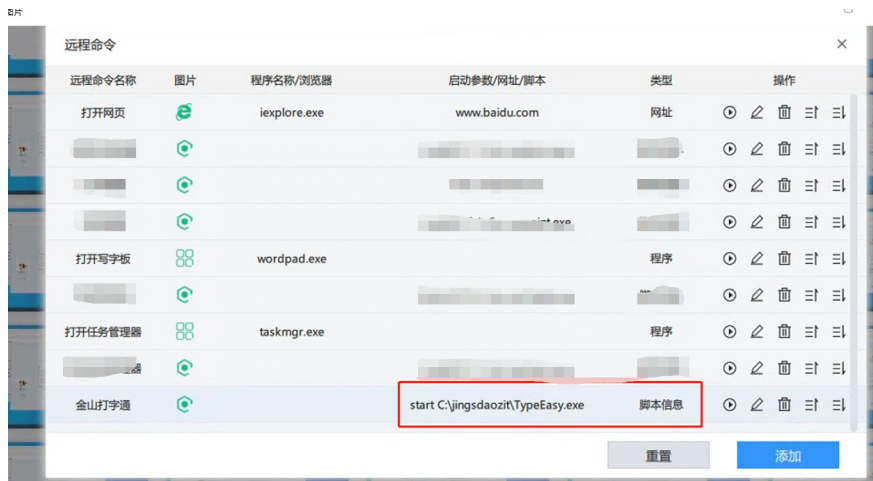 图片
远程命令
远程命令名称 图片 程序名称/浏览器 启动参数/网址/脚本 类型 操作
打开网页 iexplore.exe www.baidu.com 网址
打开写字板 wordpad.exe 程序
打开任务管理器 taskmgr.exe 程序
金山打字通 start C:\jingsdaozit\TypeEasy.exe 脚本信息
重置 添加